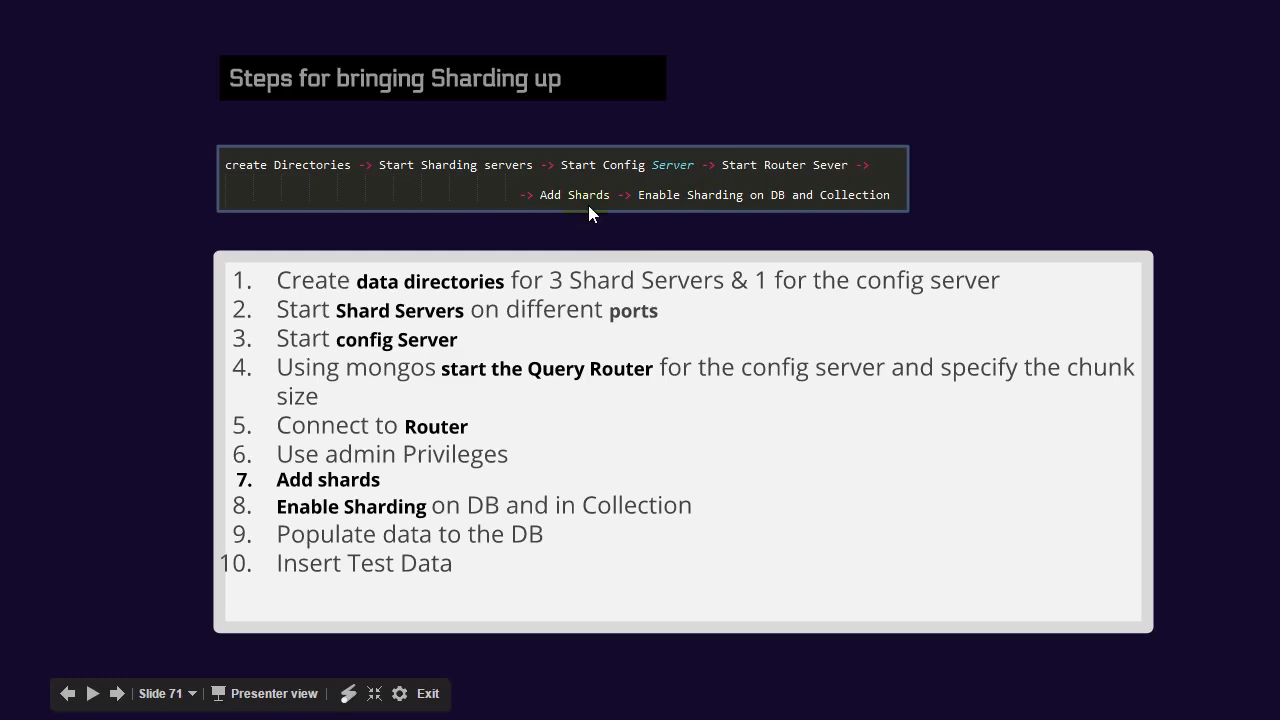 Steps for bringing Sharding up
create Directories -> Start Sharding servers -> Start Config Server -> Start Router Sever ->
-> Add Shards -> Enable Sharding on DB and Collection
1. Create data directories for 3 Shard Servers & 1 for the config server
2. Start Shard Servers on different ports
3. Start config Server
4. Using mongos start the Query Router for the config server and specify the chunk
size
5. Connect to Router
6. Use admin Privileges
7. Add shards
8. Enable Sharding on DB and in Collection
9. Populate data to the DB
10. Insert Test Data
Slide 71 Presenter view Exit